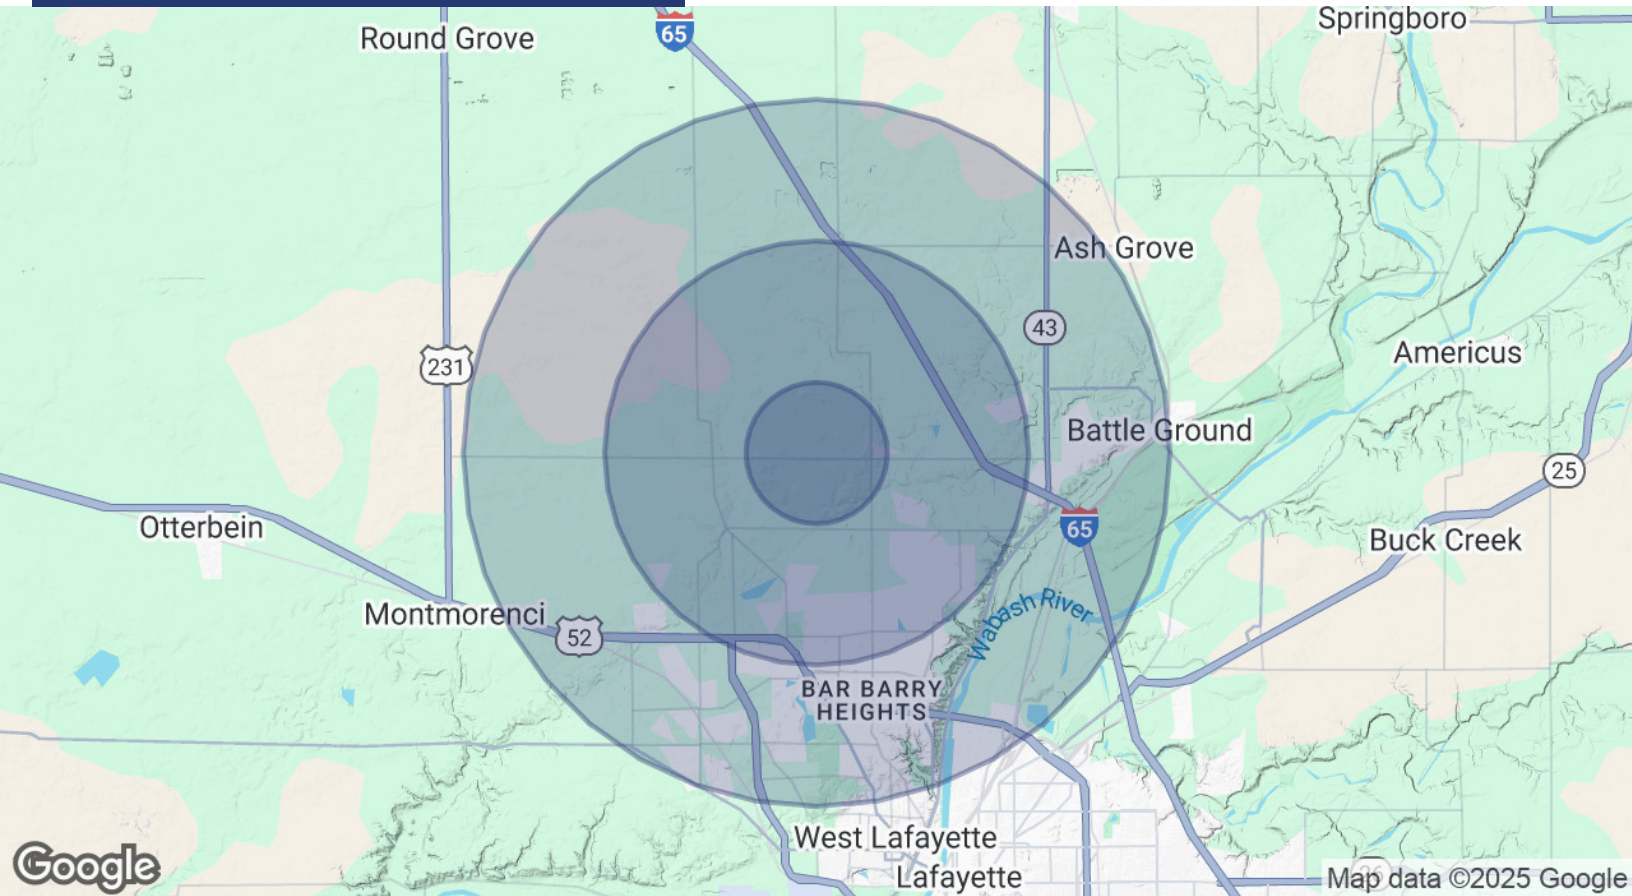 Springboro
Round Grove
65
Ash Grove
43
Americus
231
Battle Ground
25
Otterbein
65
Buck Creek
Montmorenci
52
Wabash River
BAR BARRY
HEIGHTS
West Lafayette
Lafayette
Google
Map data ©2025 Google